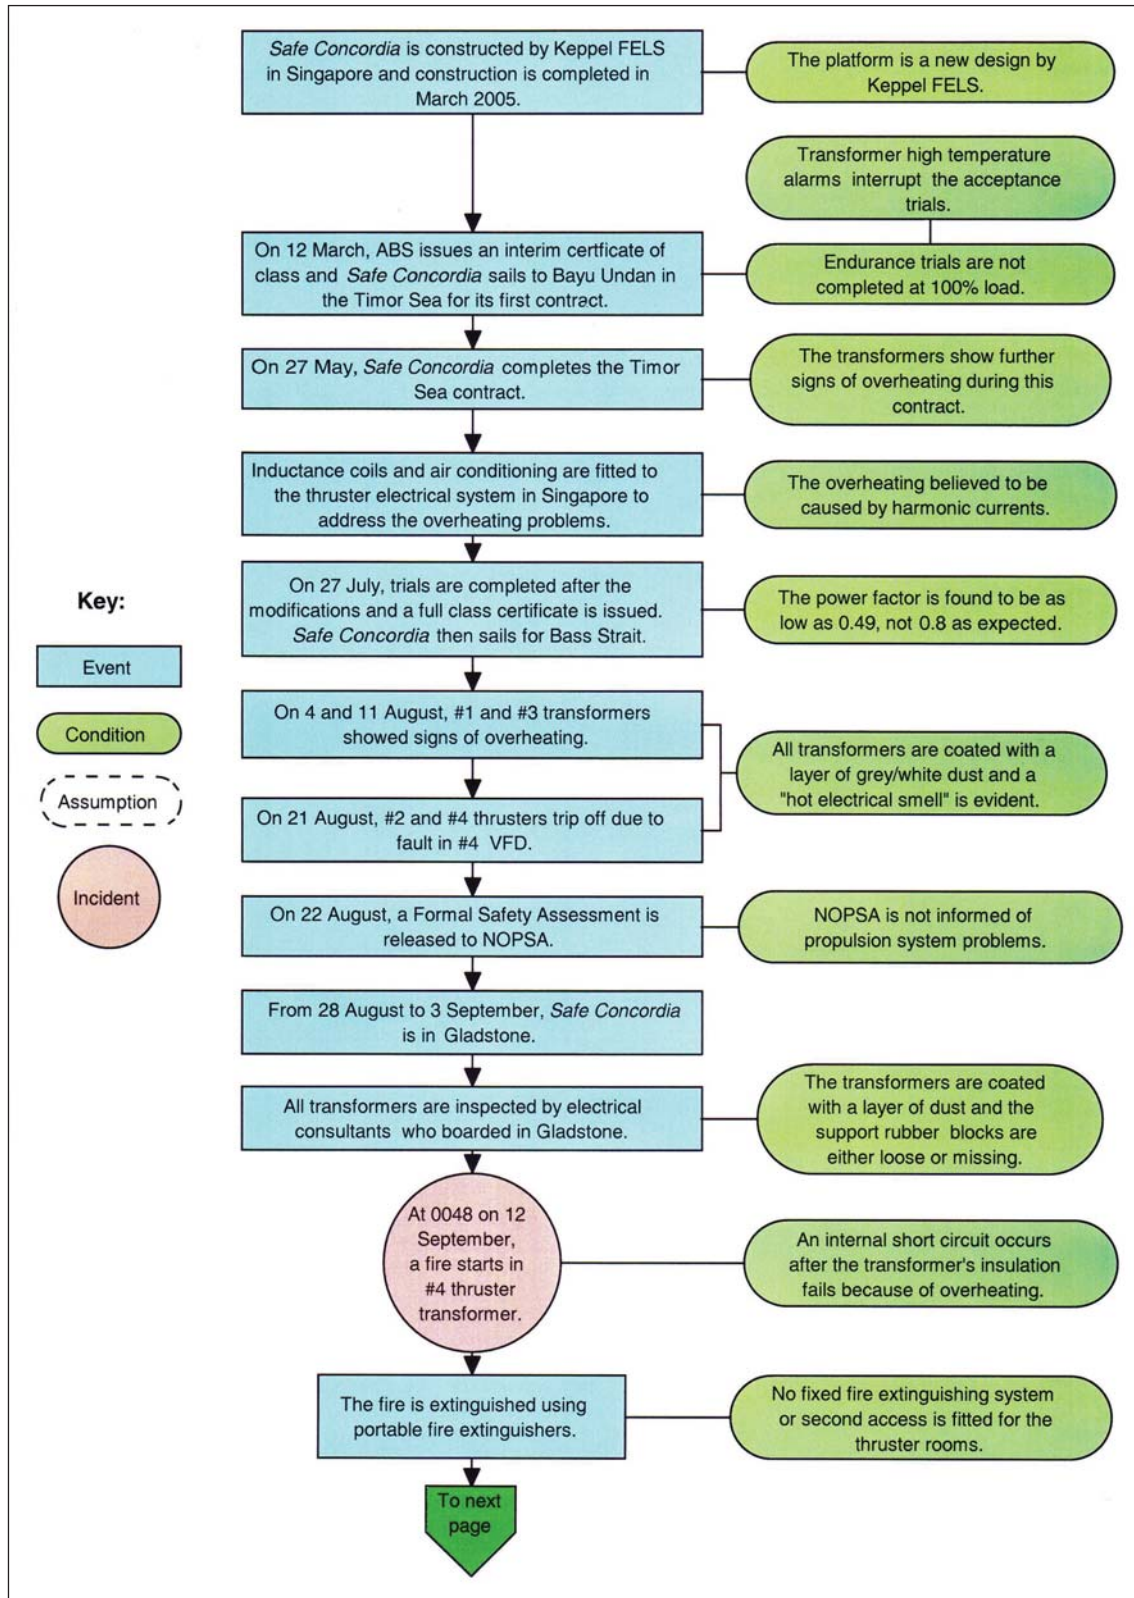 Safe Concordia is constructed by Keppel FELS
in Singapore and construction is completed in
March 2005.
The platform is a new design by
Keppel FELS.
Transformer high temperature
alarms interrupt the acceptance
trials.
On 12 March, ABS issues an interim certficate of
class and Safe Concordia sails to Bayu Undan in
the Timor Sea for its first contract.
Endurance trials are not
completed at 100% load.
On 27 May, Safe Concordia completes the Timor
Sea contract.
The transformers show further
signs of overheating during this
contract.
Inductance coils and air conditioning are fitted to
the thruster electrical system in Singapore to
address the overheating problems.
The overheating believed to be
caused by harmonic currents.
On 27 July, trials are completed after the
modifications and a full class certificate is issued.
Safe Concordia then sails for Bass Strait.
The power factor is found to be as
low as 0.49, not 0.8 as expected.
Key:
Event
Condition
Assumption
Incident
On 4 and 11 August, #1 and #3 transformers
showed signs of overheating.
All transformers are coated with a
layer of grey/white dust and a
"hot electrical smell" is evident.
On 21 August, #2 and #4 thrusters trip off due to
fault in #4 VFD.
On 22 August, a Formal Safety Assessment is
released to NOPSA.
NOPSA is not informed of
propulsion system problems.
From 28 August to 3 September, Safe Concordia
is in Gladstone.
All transformers are inspected by electrical
consultants who boarded in Gladstone.
The transformers are coated
with a layer of dust and the
support rubber blocks are
either loose or missing.
At 0048 on 12
September,
a fire starts in
#4 thruster
transformer.
An internal short circuit occurs
after the transformer's insulation
fails because of overheating.
The fire is extinguished using
portable fire extinguishers.
No fixed fire extinguishing system
or second access is fitted for the
thruster rooms.
To next
page